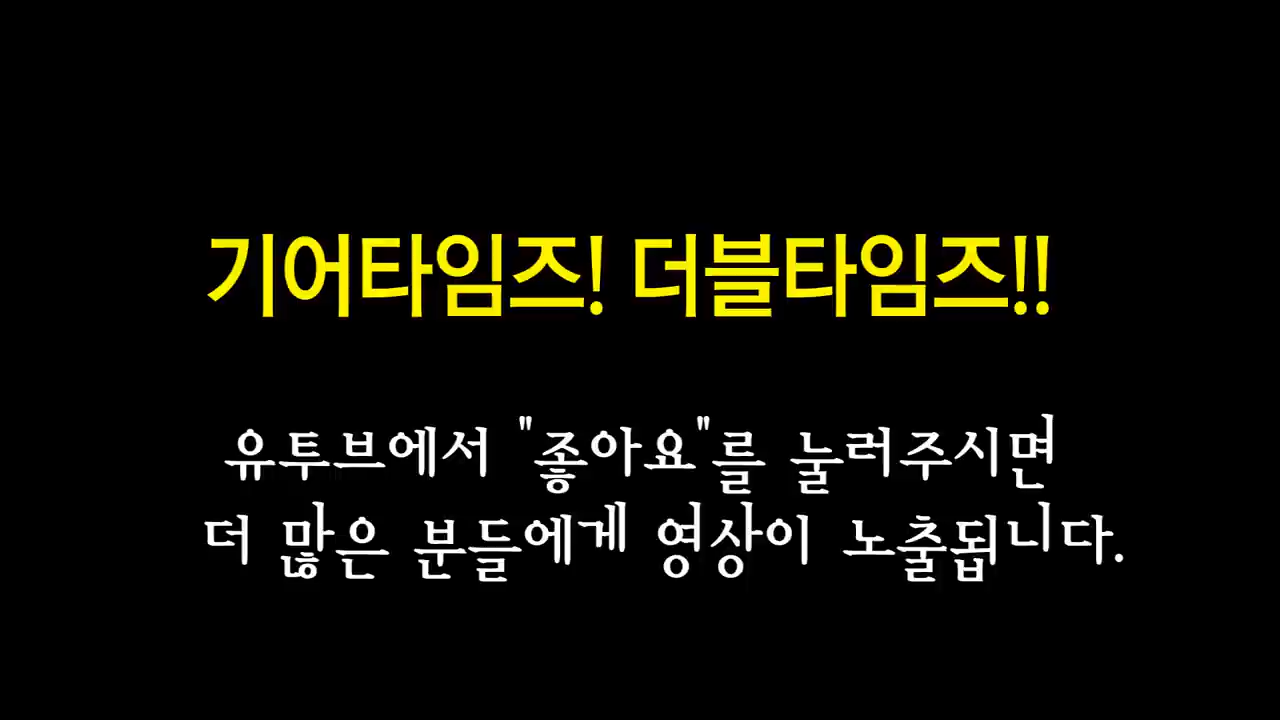 기어타임즈! 더블타임즈!!
유투브에서 "좋아요"를 눌러주시면
더 많은 분들에게 영상이 노출됩니다.